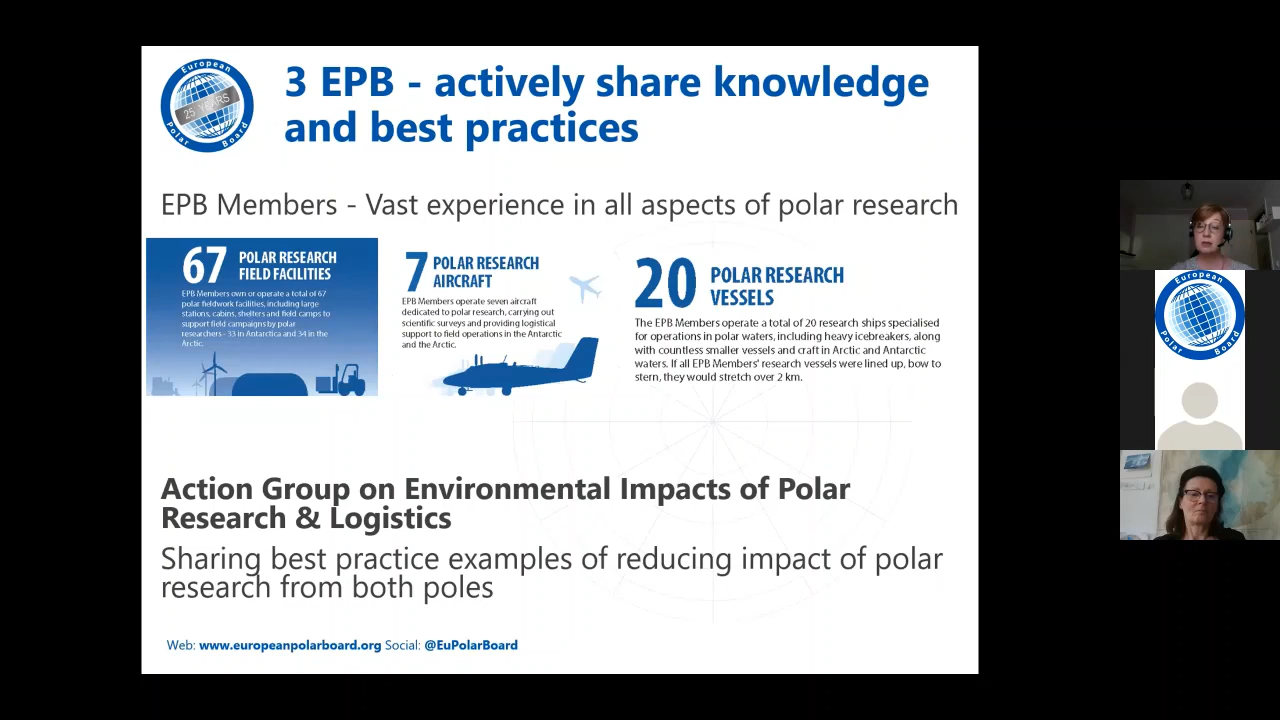 European
25 YEARS
Polar Board
3 EPB - actively share knowledge
and best practices
EPB Members - Vast experience in all aspects of polar research
67 POLAR RESEARCH
FIELD FACILITIES
EPB Members own or operate a total of 67
polar fieldwork facilities, including large
stations, cabins, shelters and field camps to
support field campaigns by polar
researchers - 33 in Antarctica and 34 in the
Arctic.
7 POLAR RESEARCH
AIRCRAFT
EPB Members operate seven aircraft
dedicated to polar research, carrying out
scientific surveys and providing logistical
support to field operations in the Antarctic
and the Arctic.
20 POLAR RESEARCH
VESSELS
The EPB Members operate a total of 20 research ships specialised
for operations in polar waters, including heavy icebreakers, along
with countless smaller vessels and craft in Arctic and Antarctic
waters. If all EPB Members' research vessels were lined up, bow to
stern, they would stretch over 2 km.
Action Group on Environmental Impacts of Polar
Research & Logistics
Sharing best practice examples of reducing impact of polar
research from both poles
Web: www.europeanpolarboard.org Social: @EuPolarBoard
European
Polar Board